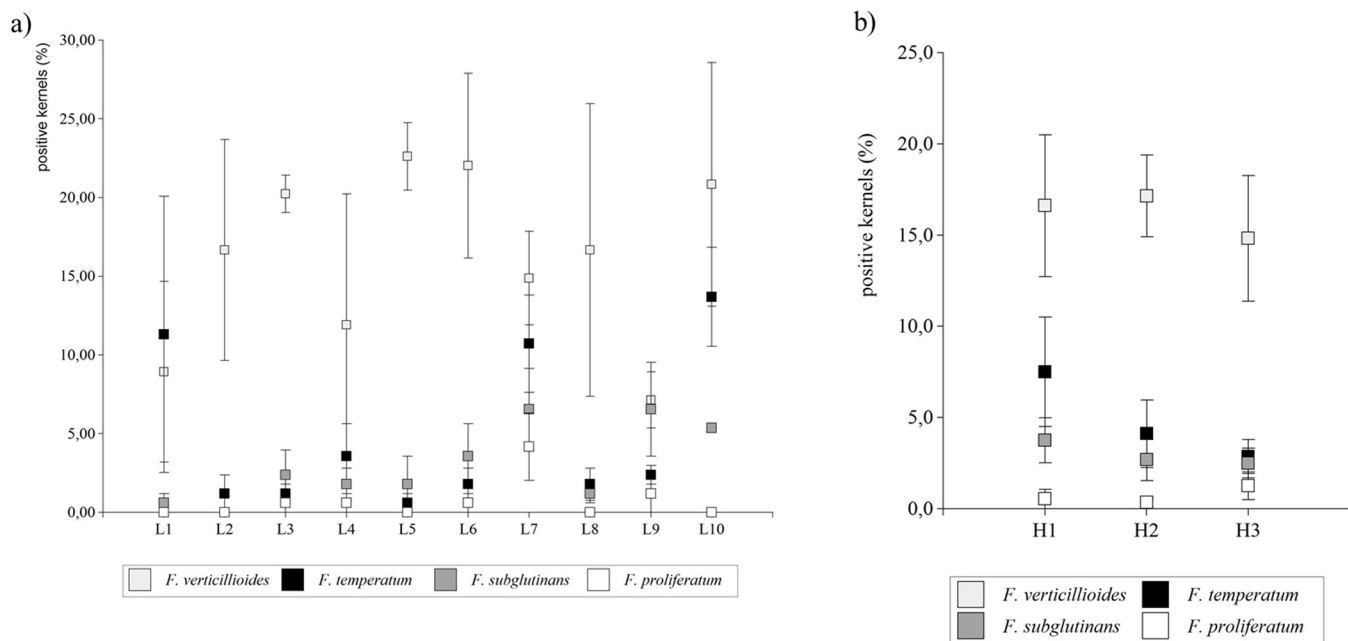 a)
positive kernels (%)
30,00
25,00
20,00
15,00
10,00
5,00
0,00
L1 L2 L3 L4 L5 L6 L7 L8 L9 L10
F. verticillioides F. temperatum F. subglutinans F. proliferatum
b)
positive kernels (%)
25,0
20,0
15,0
10,0
5,0
0,0
H1 H2 H3
F. verticillioides F. temperatum
F. subglutinans F. proliferatum